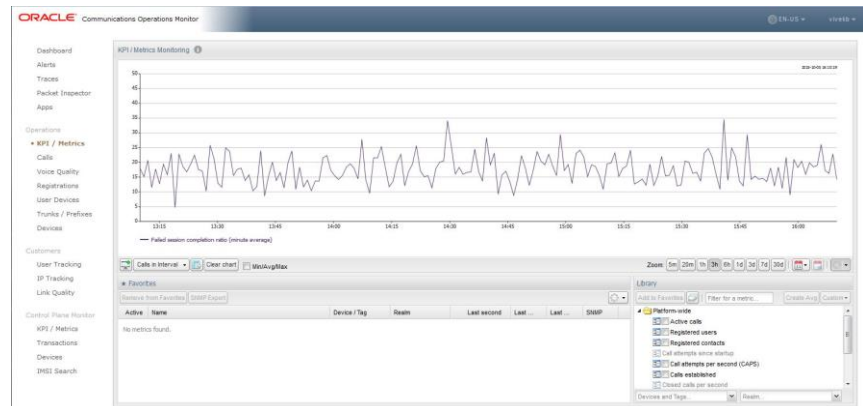 ORACLE Communications Operations Monitor
EN-US
vivekb
Dashboard
Alerts
Traces
Packet Inspector
Apps
Operations
KPI / Metrics
Calls
Voice Quality
Registrations
User Devices
Trunks / Prefixes
Devices
Customers
User Tracking
IP Tracking
Link Quality
Control Plane Monitor
KPI / Metrics
Transactions
Devices
IMSI Search
KPI / Metrics Monitoring
50
45
40
35
30
25
20
15
10
5
0
13:15 13:30 13:45 14:00 14:15 14:30 14:45 15:00 15:15 15:30 15:45 16:00
Failed session completion ratio (minute average)
Calls in Interval Clear chart Min/Avg/Max
Zoom 5m 20m 1h 3h 6h 1d 3d 7d 30d
Favorites
Remove from Favorites SNMP Export
Active Name Device / Tag Realm Last second Last ... Last ... SNMP
No metrics found.
Library
Add to Favorites Filter for a metric... Create Avg Custom
Platform-wide
Active calls
Registered users
Registered contacts
Call attempts since startup
Call attempts per second (CAPS)
Calls established
Closed calls per second
Devices and Tags... Realm...